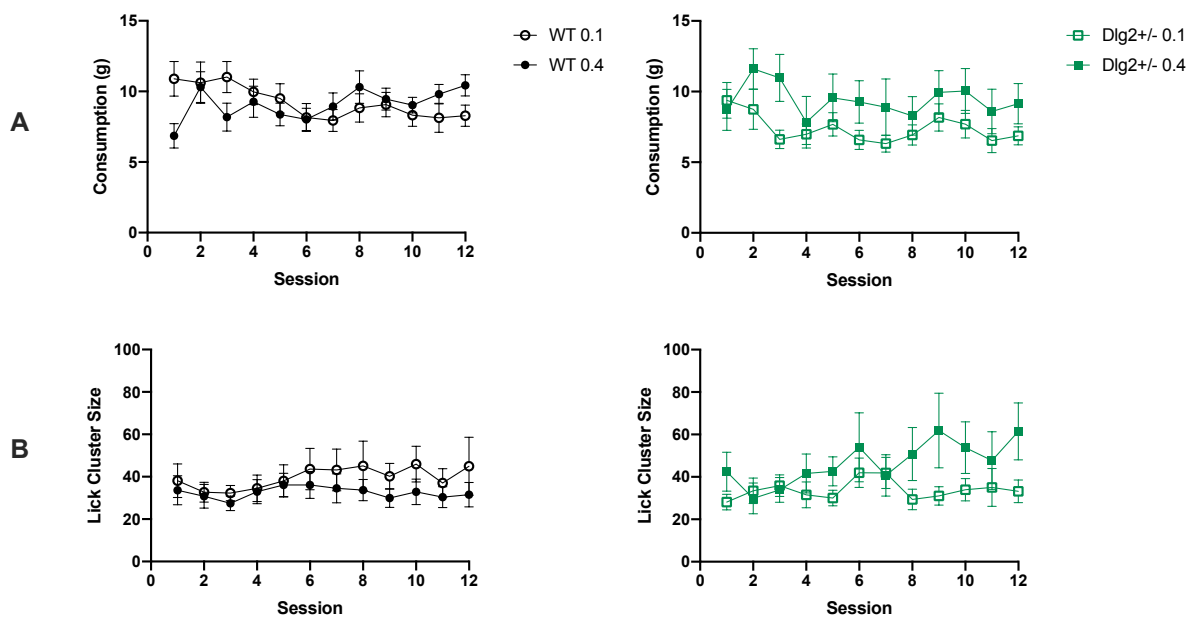 A
Consumption (g)
15
10
5
0
0 2 4 6 8 10 12
Session
WT 0.1
WT 0.4
Consumption (g)
15
10
5
0
0 2 4 6 8 10 12
Session
Dlg2+/- 0.1
Dlg2+/- 0.4
B
Lick Cluster Size
100
80
60
40
20
0
0 2 4 6 8 10 12
Session
Lick Cluster Size
100
80
60
40
20
0
0 2 4 6 8 10 12
Session